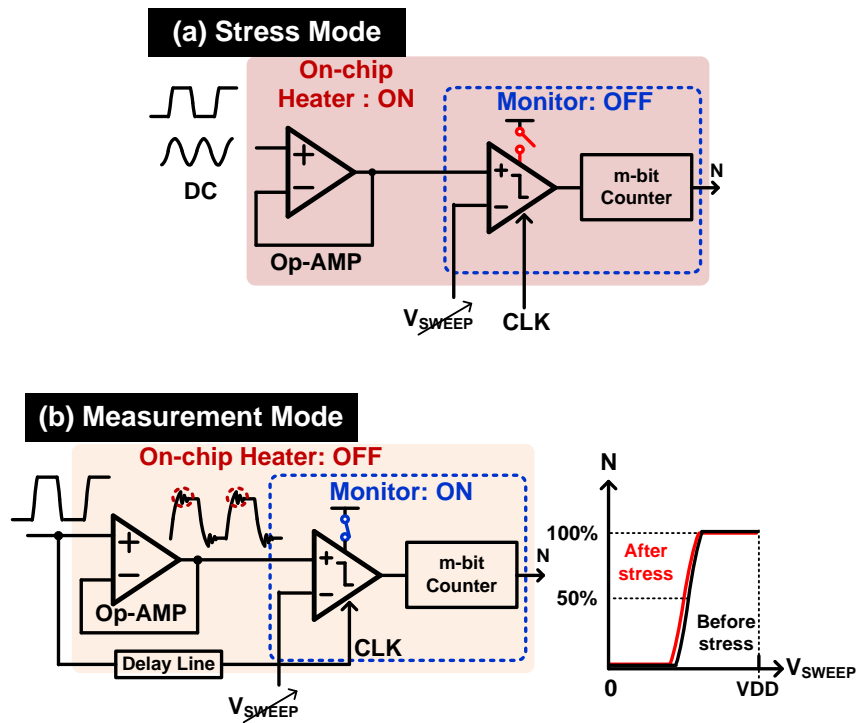 (a) Stress Mode
On-chip
Heater : ON
Monitor: OFF
DC
+
−
Op-AMP
+
−
m-bit
Counter
N
VSWEEP
CLK
(b) Measurement Mode
On-chip Heater: OFF
Monitor: ON
+
−
Op-AMP
+
−
m-bit
Counter
N
CLK
Delay Line
VSWEEP
N
100%
After
stress
50%
Before
stress
0
VDD
VSWEEP